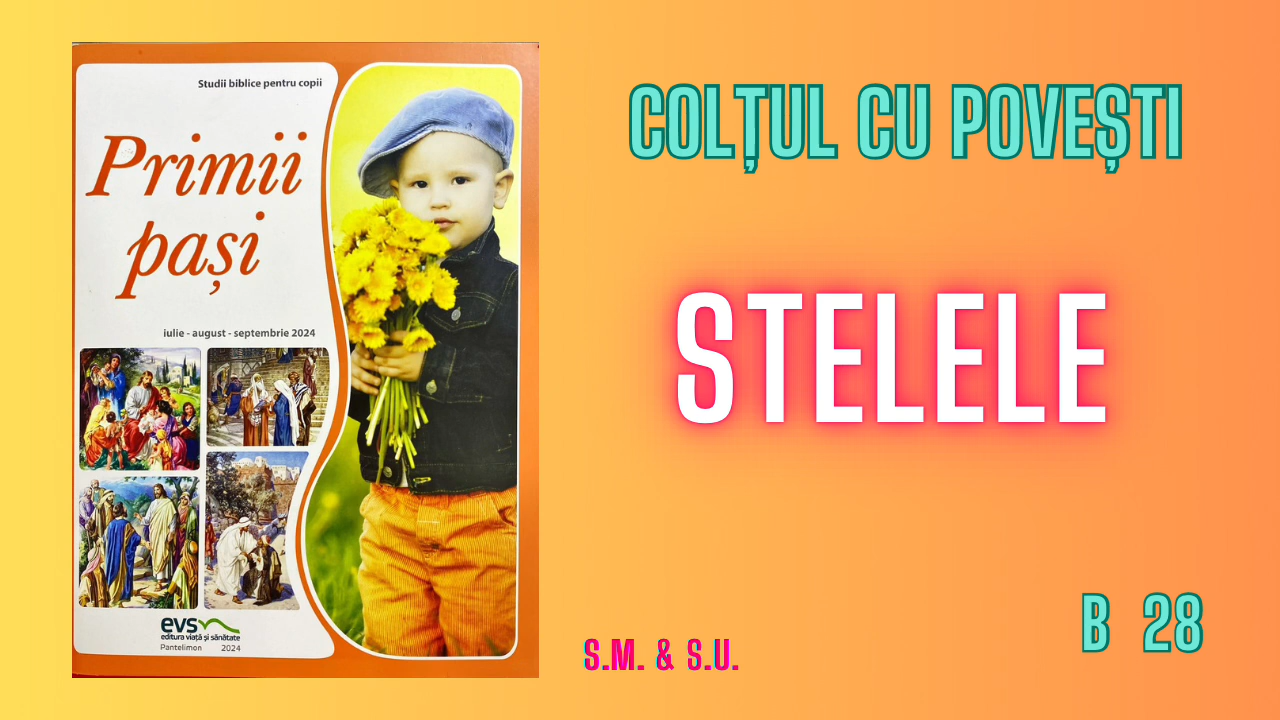 Studii biblice pentru copii
Primii
pași
iulie - august - septembrie 2024
evs
editura viață și sănătate
Pantelimon 2024
COLȚUL CU POVEȘTI
STELELE
B 28
S.M. & S.U.